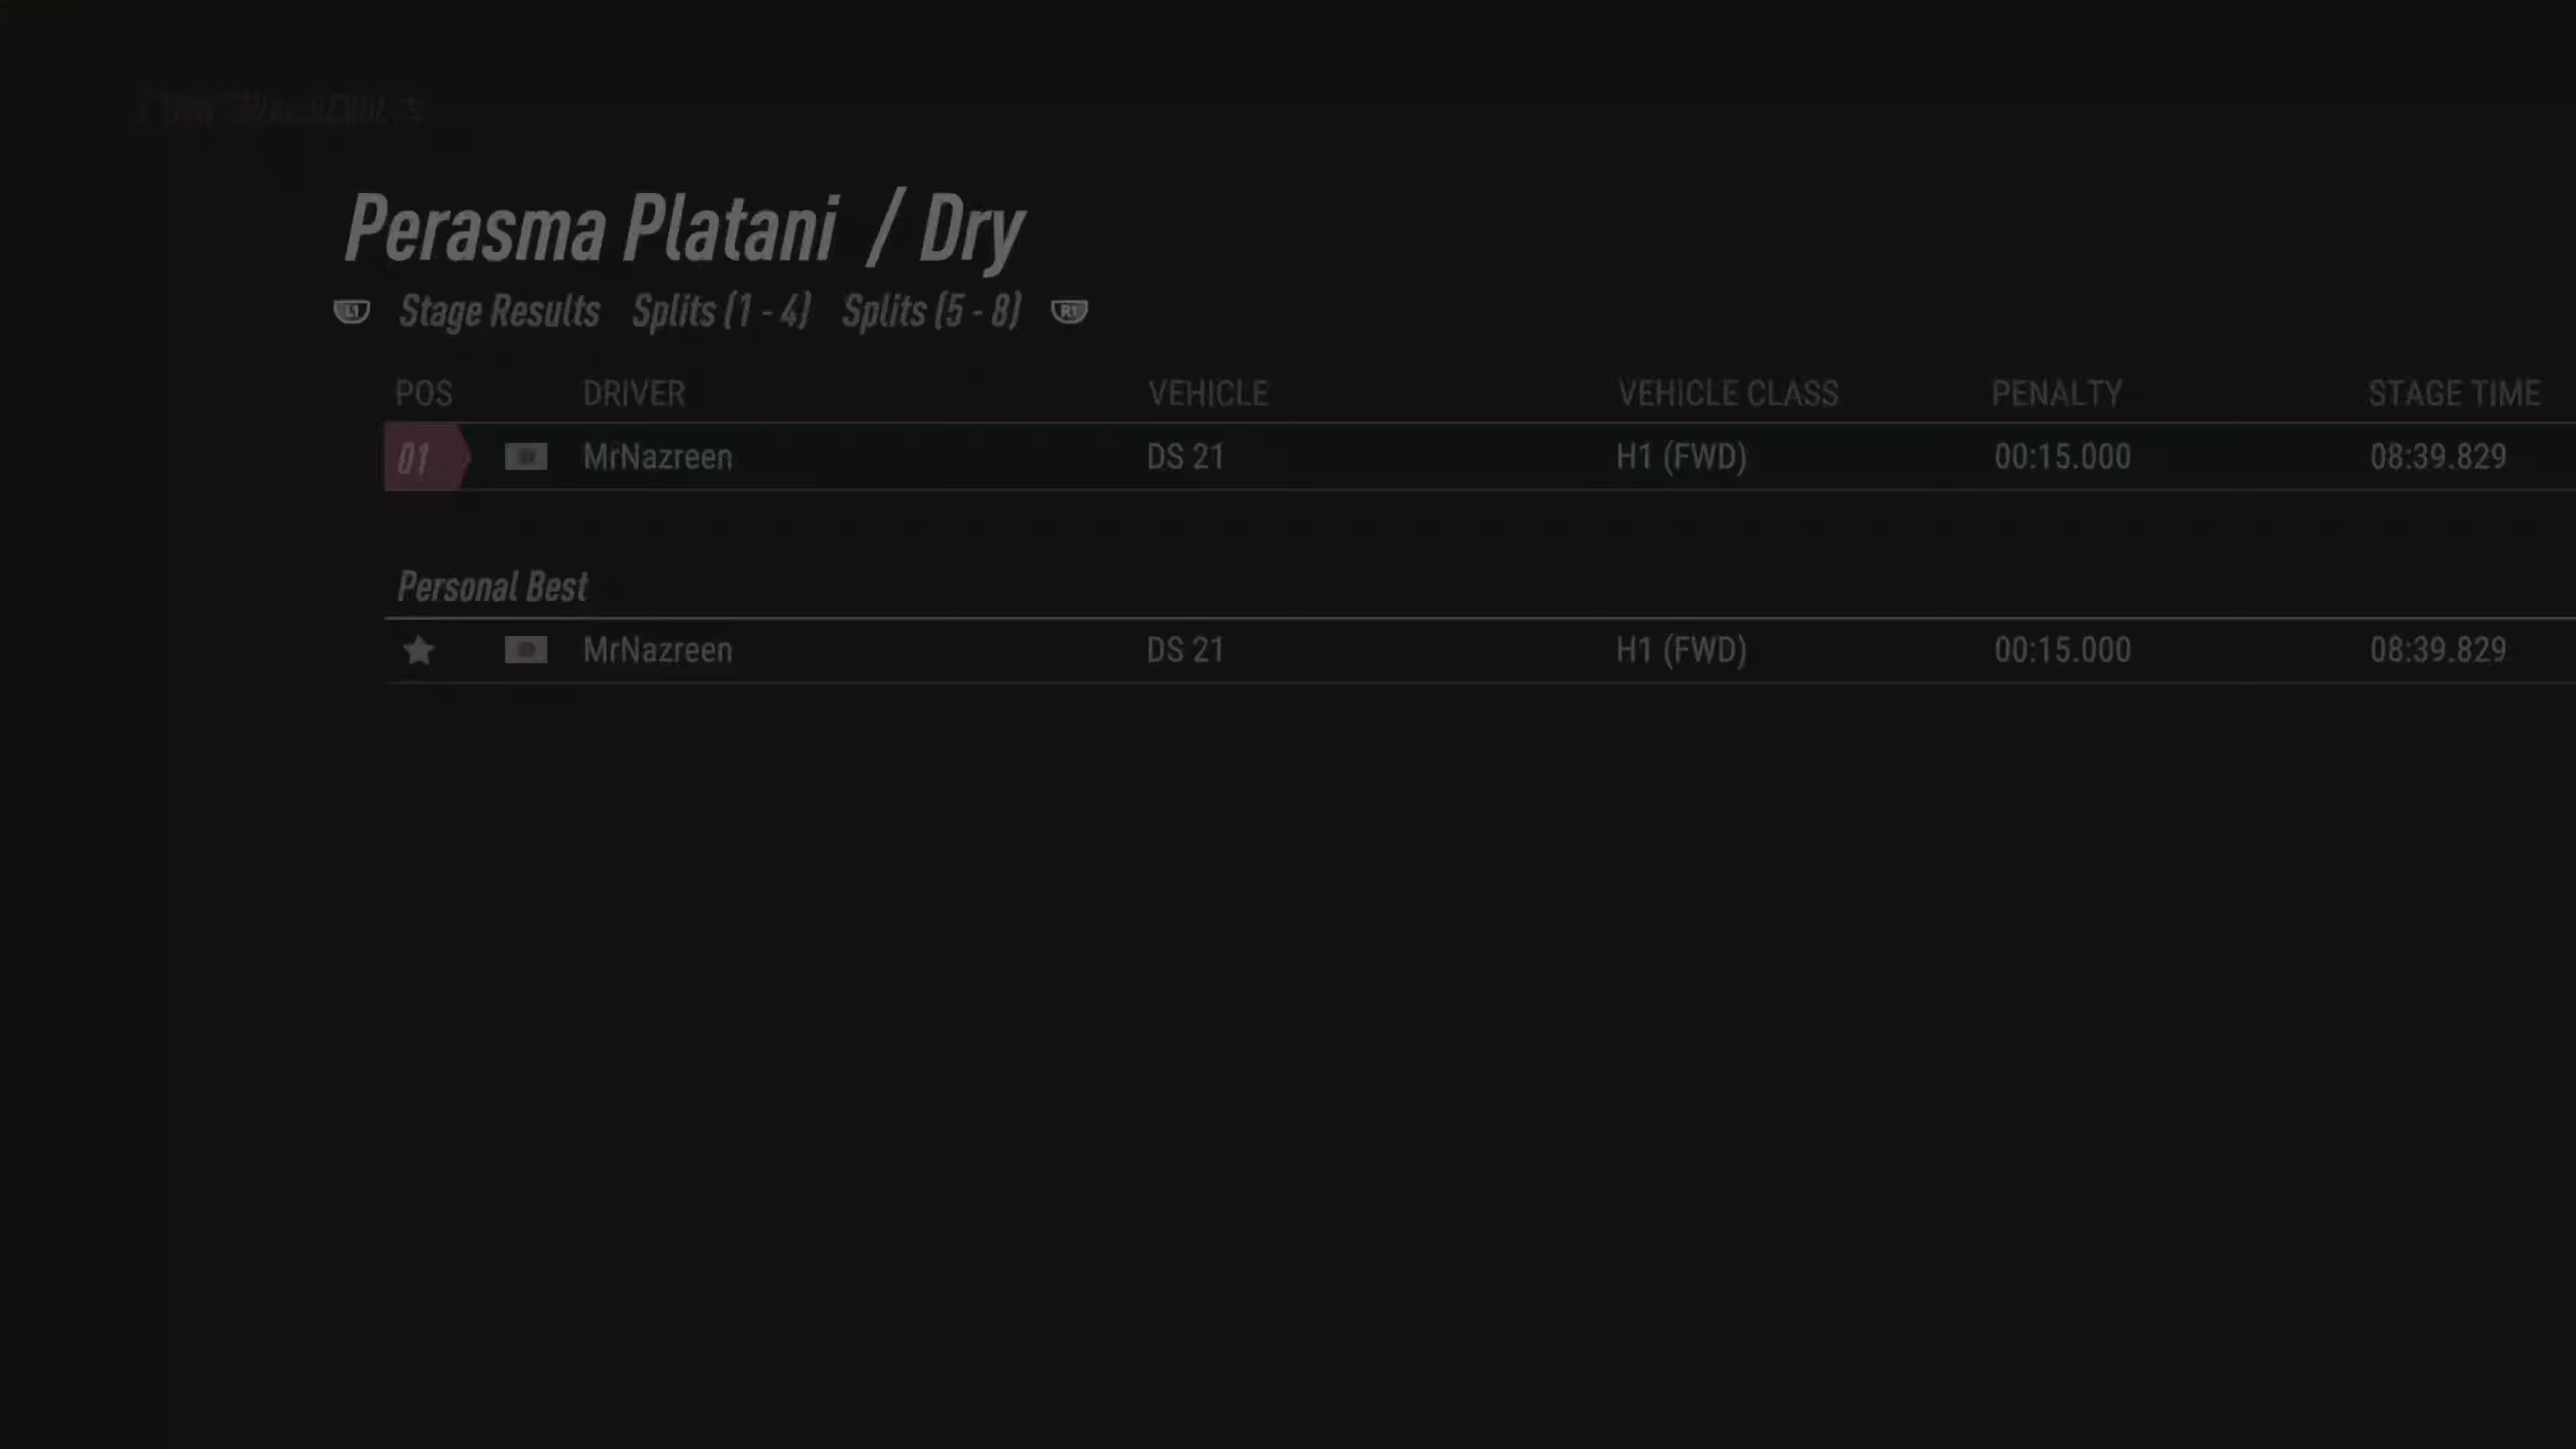 Perasma Platani / Dry
L1 Stage Results Splits (1 - 4) Splits (5 - 8) R1
POS DRIVER VEHICLE VEHICLE CLASS PENALTY STAGE TIME
01 MrNazreen DS 21 H1 (FWD) 00:15.000 08:39.829
Personal Best
MrNazreen DS 21 H1 (FWD) 00:15.000 08:39.829